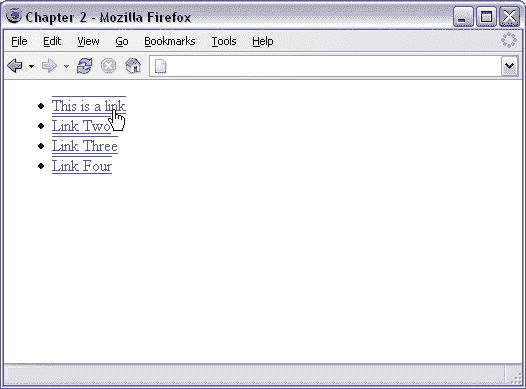 Chapter 2 - Mozilla Firefox
File Edit View Go Bookmarks Tools Help
This is a link
Link Two
Link Three
Link Four